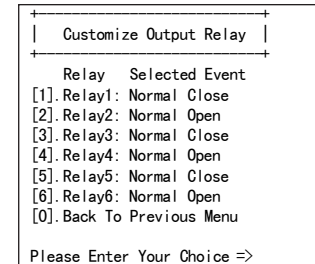 +--------------------------+
|   Customize Output Relay   |
+--------------------------+
Relay   Selected Event
[1].Relay1: Normal Close
[2].Relay2: Normal Open
[3].Relay3: Normal Close
[4].Relay4: Normal Open
[5].Relay5: Normal Close
[6].Relay6: Normal Open
[0].Back To Previous Menu
Please Enter Your Choice =>